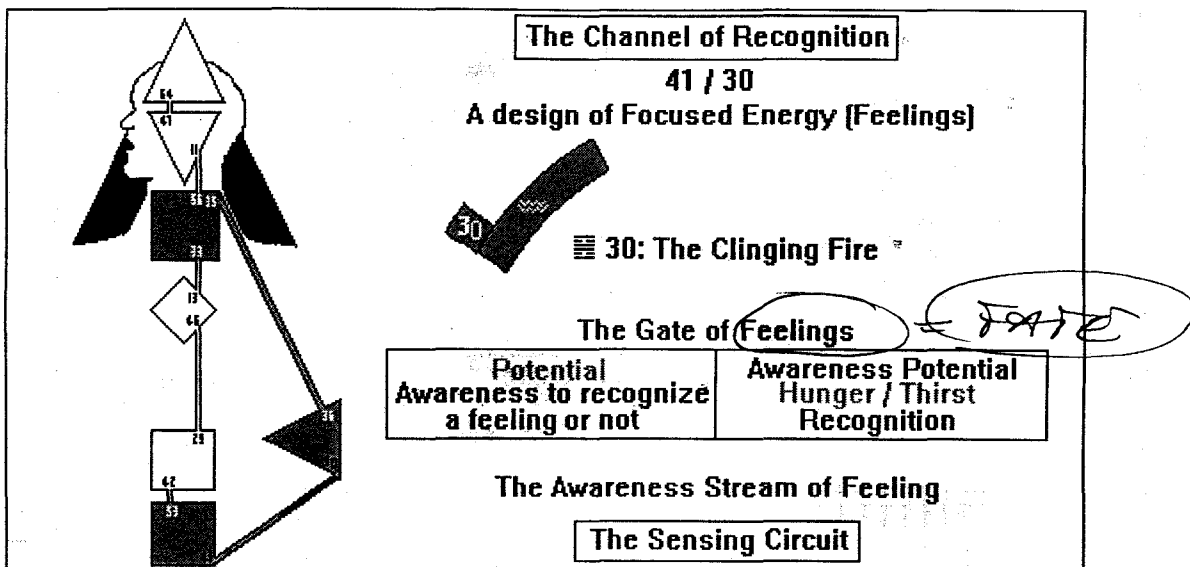 The Channel of Recognition
41 / 30
A design of Focused Energy (Feelings)
30
䷝ 30: The Clinging Fire
The Gate of Feelings = FATE
Potential
Awareness to recognize
a feeling or not
Awareness Potential
Hunger / Thirst
Recognition
The Awareness Stream of Feeling
The Sensing Circuit
64
47
11
56 35
33
13
46
36
29
42
53